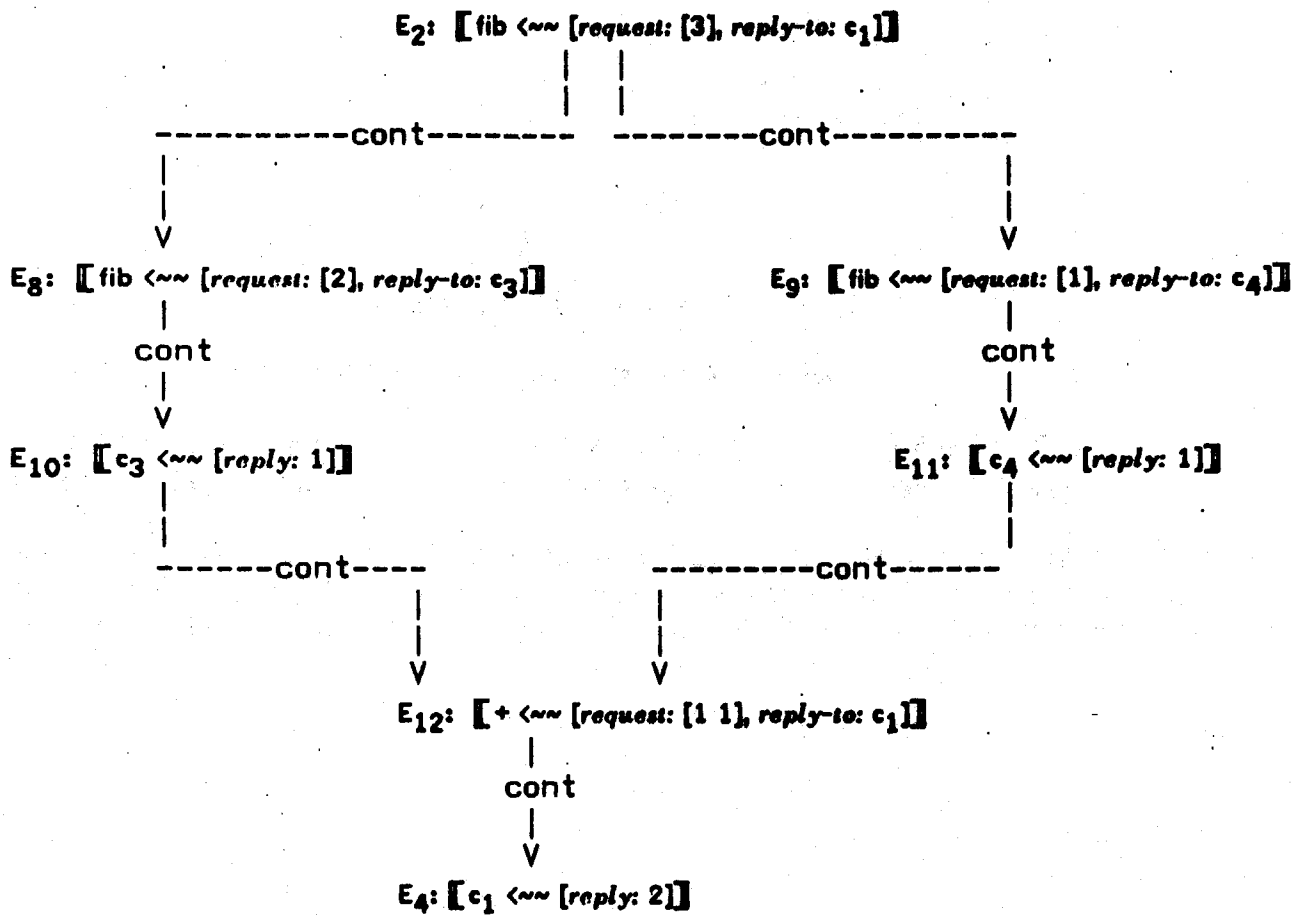 E₂: ⟦fib <~~ [request: [3], reply-to: c₁]⟧
cont cont
E₈: ⟦fib <~~ [request: [2], reply-to: c₃]⟧ E₉: ⟦fib <~~ [request: [1], reply-to: c₄]⟧
cont cont
E₁₀: ⟦c₃ <~~ [reply: 1]⟧ E₁₁: ⟦c₄ <~~ [reply: 1]⟧
cont cont
E₁₂: ⟦+ <~~ [request: [1 1], reply-to: c₁]⟧
cont
E₄: ⟦c₁ <~~ [reply: 2]⟧